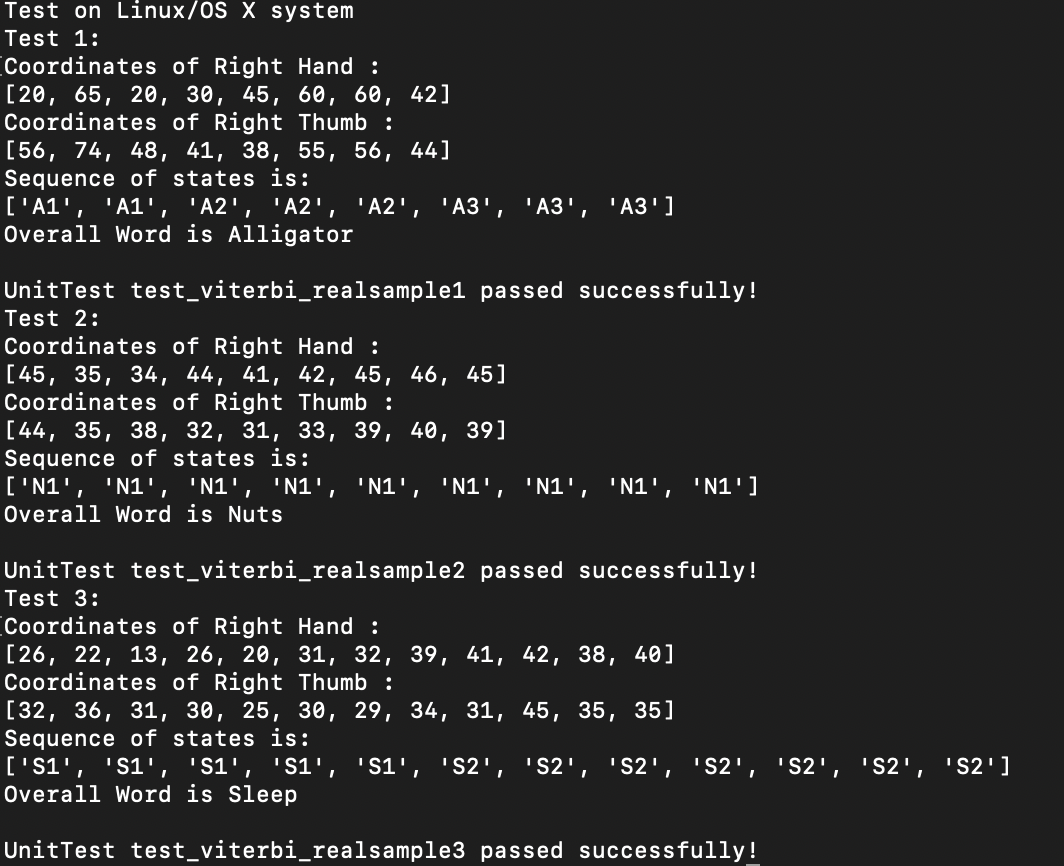 Test on Linux/OS X system
Test 1:
Coordinates of Right Hand :
[20, 65, 20, 30, 45, 60, 60, 42]
Coordinates of Right Thumb :
[56, 74, 48, 41, 38, 55, 56, 44]
Sequence of states is:
['A1', 'A1', 'A2', 'A2', 'A2', 'A3', 'A3', 'A3']
Overall Word is Alligator
UnitTest test_viterbi_realsample1 passed successfully!
Test 2:
Coordinates of Right Hand :
[45, 35, 34, 44, 41, 42, 45, 46, 45]
Coordinates of Right Thumb :
[44, 35, 38, 32, 31, 33, 39, 40, 39]
Sequence of states is:
['N1', 'N1', 'N1', 'N1', 'N1', 'N1', 'N1', 'N1', 'N1']
Overall Word is Nuts
UnitTest test_viterbi_realsample2 passed successfully!
Test 3:
Coordinates of Right Hand :
[26, 22, 13, 26, 20, 31, 32, 39, 41, 42, 38, 40]
Coordinates of Right Thumb :
[32, 36, 31, 30, 25, 30, 29, 34, 31, 45, 35, 35]
Sequence of states is:
['S1', 'S1', 'S1', 'S1', 'S1', 'S2', 'S2', 'S2', 'S2', 'S2', 'S2', 'S2']
Overall Word is Sleep
UnitTest test_viterbi_realsample3 passed successfully!